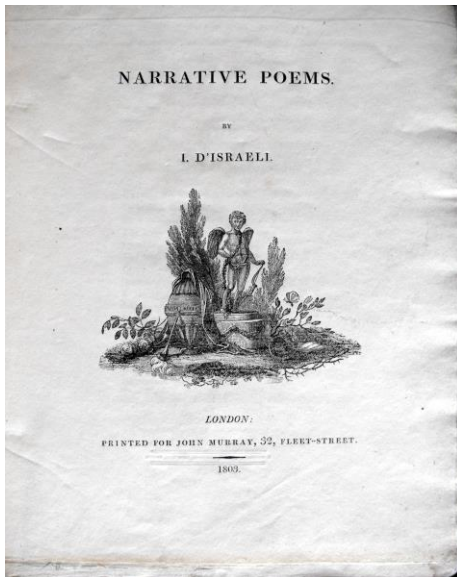 NARRATIVE POEMS.
BY
I. D'ISRAELI.
LONDON:
PRINTED FOR JOHN MURRAY, 32, FLEET-STREET.
1803.